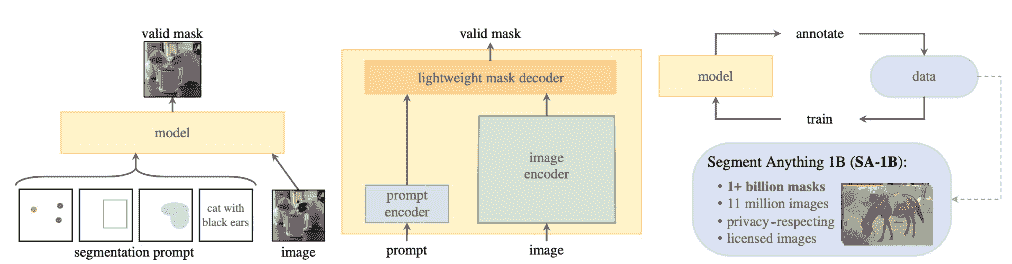 valid mask
model
cat with
black ears
segmentation prompt
image
valid mask
lightweight mask decoder
image
encoder
prompt
encoder
prompt
image
annotate
model
data
train
Segment Anything 1B (SA-1B):
• 1+ billion masks
• 11 million images
• privacy-respecting
• licensed images